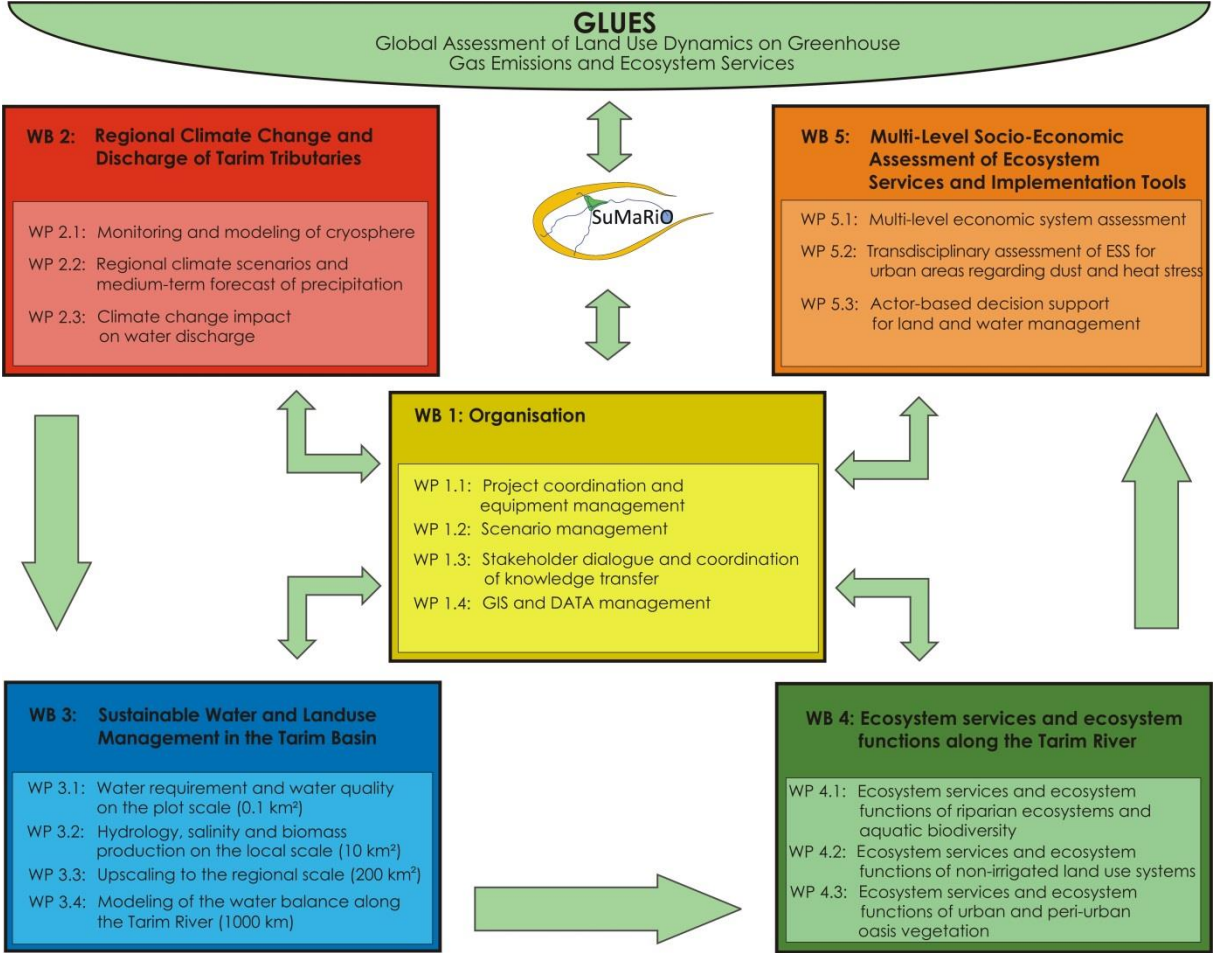 GLUES
Global Assessment of Land Use Dynamics on Greenhouse
Gas Emissions and Ecosystem Services
WB 2: Regional Climate Change and
Discharge of Tarim Tributaries
WP 2.1: Monitoring and modeling of cryosphere
WP 2.2: Regional climate scenarios and
medium-term forecast of precipitation
WP 2.3: Climate change impact
on water discharge
SuMaRiO
WB 5: Multi-Level Socio-Economic
Assessment of Ecosystem
Services and Implementation Tools
WP 5.1: Multi-level economic system assessment
WP 5.2: Transdisciplinary assessment of ESS for
urban areas regarding dust and heat stress
WP 5.3: Actor-based decision support
for land and water management
WB 1: Organisation
WP 1.1: Project coordination and
equipment management
WP 1.2: Scenario management
WP 1.3: Stakeholder dialogue and coordination
of knowledge transfer
WP 1.4: GIS and DATA management
WB 3: Sustainable Water and Landuse
Management in the Tarim Basin
WP 3.1: Water requirement and water quality
on the plot scale (0.1 km²)
WP 3.2: Hydrology, salinity and biomass
production on the local scale (10 km²)
WP 3.3: Upscaling to the regional scale (200 km²)
WP 3.4: Modeling of the water balance along
the Tarim River (1000 km)
WB 4: Ecosystem services and ecosystem
functions along the Tarim River
WP 4.1: Ecosystem services and ecosystem
functions of riparian ecosystems and
aquatic biodiversity
WP 4.2: Ecosystem services and ecosystem
functions of non-irrigated land use systems
WP 4.3: Ecosystem services and ecosystem
functions of urban and peri-urban
oasis vegetation